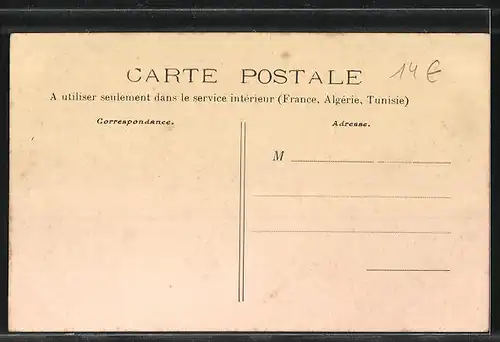 CARTE POSTALE
14 €
A utiliser seulement dans le service intérieur (France, Algérie, Tunisie)
Correspondance.
Adresse.
M